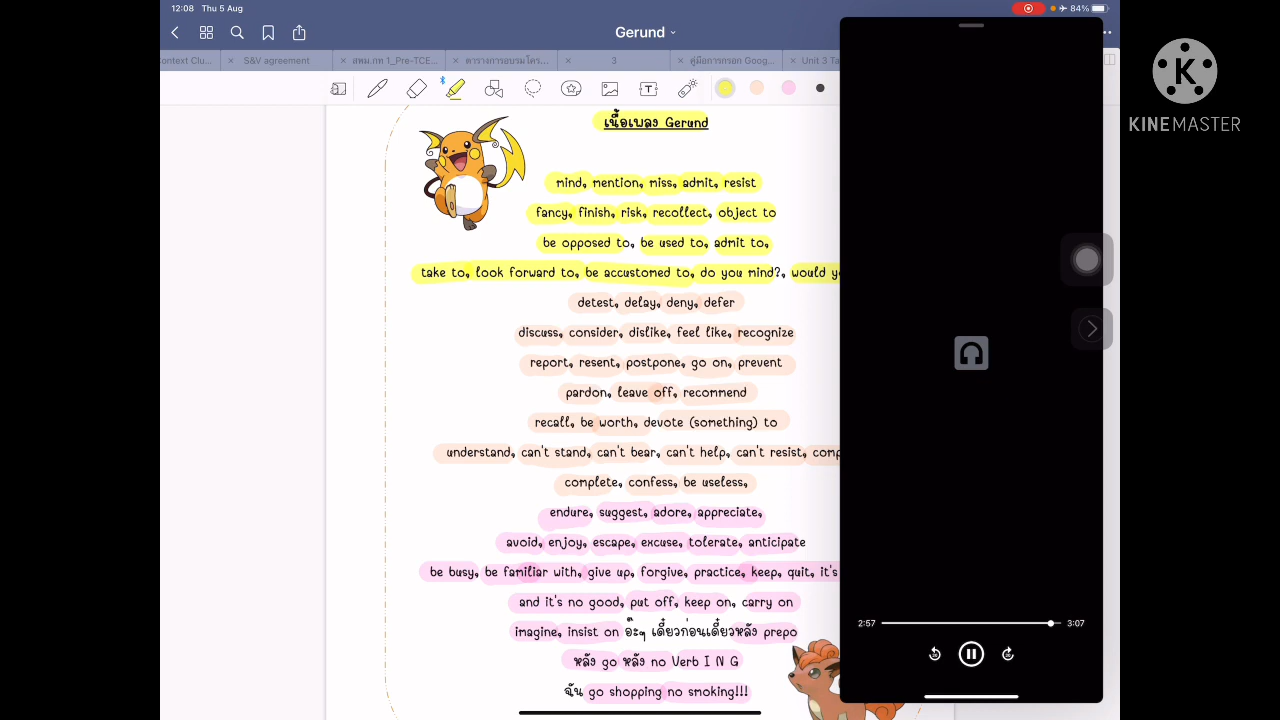 12:08 Thu 5 Aug
84%
Gerund
Context Clu...
S&V agreement
สพม.กท 1_Pre-TCE...
ตารางการอบรมโคร...
3
คู่มือการกรอก Goog...
Unit 3 Ta
เนื้อเพลง Gerund
mind, mention, miss, admit, resist
fancy, finish, risk, recollect, object to
be opposed to, be used to, admit to,
take to, look forward to, be accustomed to, do you mind?, would yo
detest, delay, deny, defer
discuss, consider, dislike, feel like, recognize
report, resent, postpone, go on, prevent
pardon, leave off, recommend
recall, be worth, devote (something) to
understand, can't stand, can't bear, can't help, can't resist, comp
complete, confess, be useless,
endure, suggest, adore, appreciate,
avoid, enjoy, escape, excuse, tolerate, anticipate
be busy, be familiar with, give up, forgive, practice, keep, quit, it's
and it's no good, put off, keep on, carry on
imagine, insist on อ๊ะๆ เดี๋ยวก่อนเดี๋ยวหลัง prepo
หลัง go หลัง no Verb I N G
ฉัน go shopping no smoking!!!
2:57
3:07
K
KINEMASTER